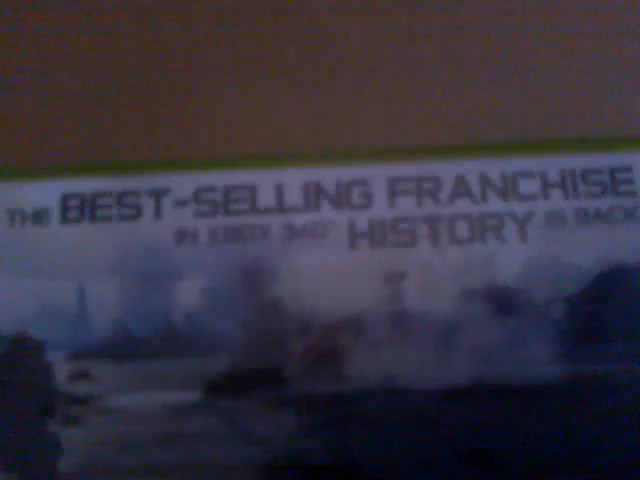 THE BEST-SELLING FRANCHISE
IN XBOX 360 HISTORY IS BACK